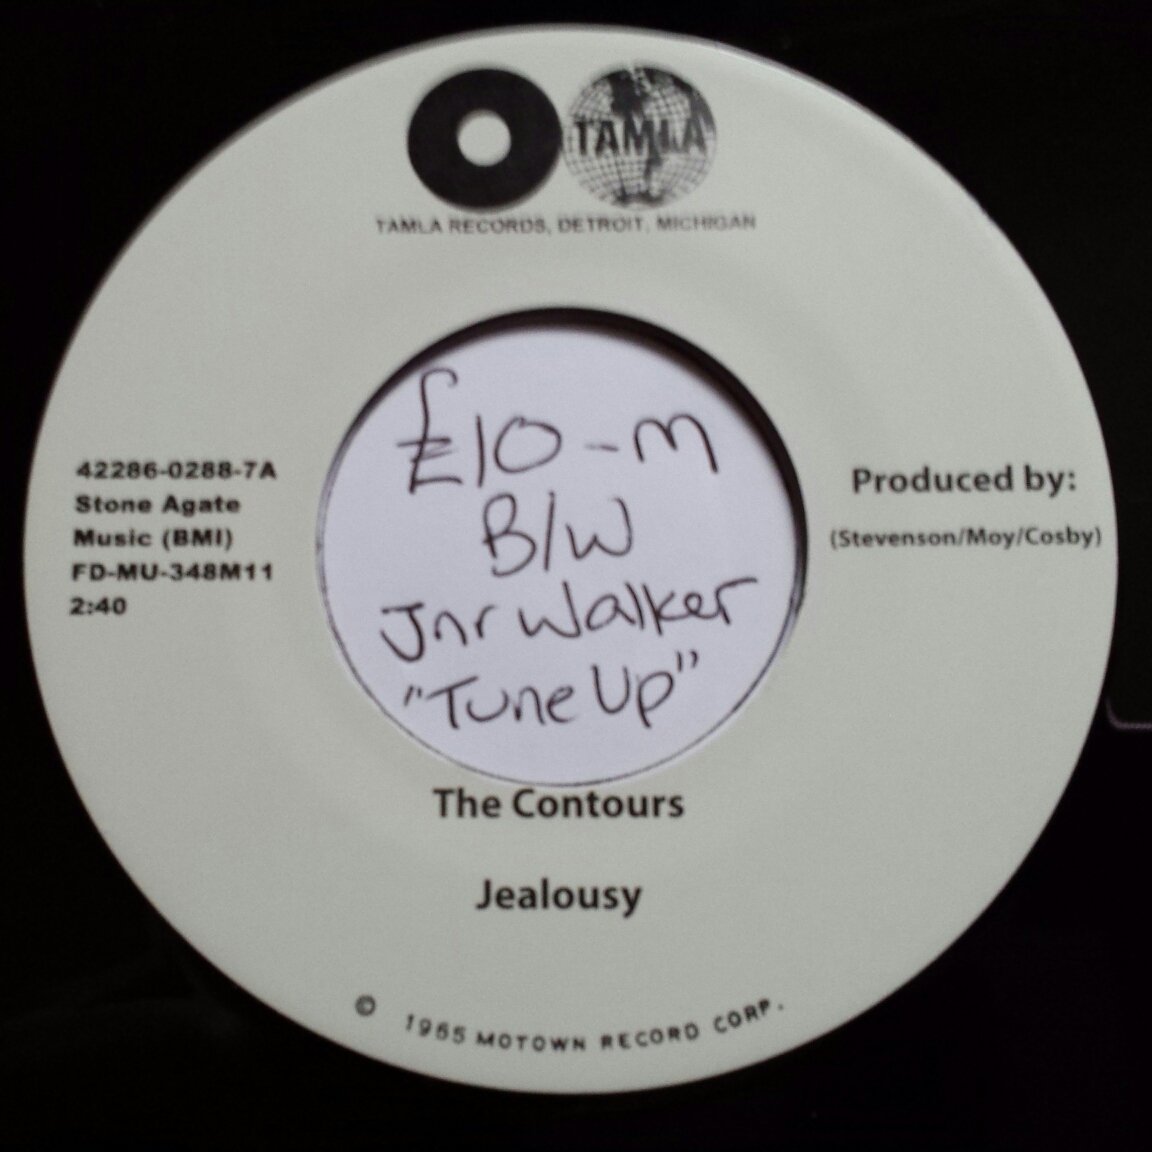 TAMLA
TAMLA RECORDS, DETROIT, MICHIGAN
£10-M
B/W
Jnr Walker
"Tune Up"
42286-0288-7A
Stone Agate
Music (BMI)
FD-MU-348M11
2:40
Produced by:
(Stevenson/Moy/Cosby)
The Contours
Jealousy
© 1965 MOTOWN RECORD CORP.